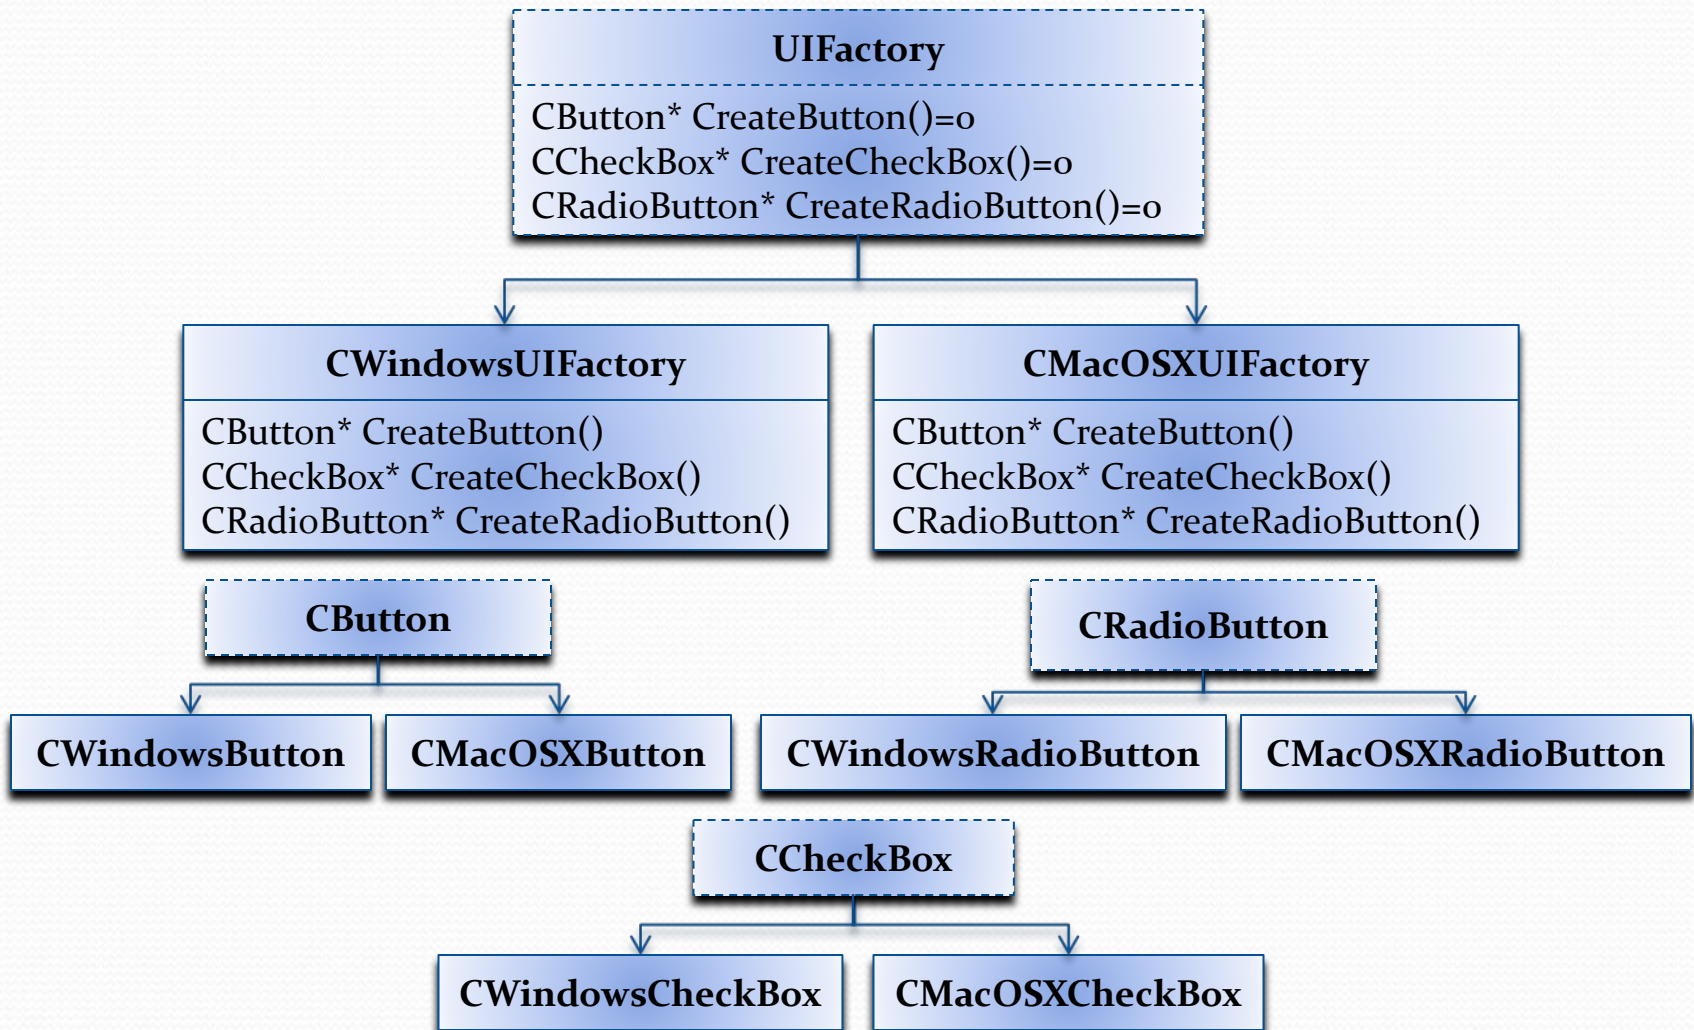 UIFactory
CButton* CreateButton()=0
CCheckBox* CreateCheckBox()=0
CRadioButton* CreateRadioButton()=0
CWindowsUIFactory
CButton* CreateButton()
CCheckBox* CreateCheckBox()
CRadioButton* CreateRadioButton()
CMacOSXUIFactory
CButton* CreateButton()
CCheckBox* CreateCheckBox()
CRadioButton* CreateRadioButton()
CButton
CRadioButton
CWindowsButton
CMacOSXButton
CWindowsRadioButton
CMacOSXRadioButton
CCheckBox
CWindowsCheckBox
CMacOSXCheckBox